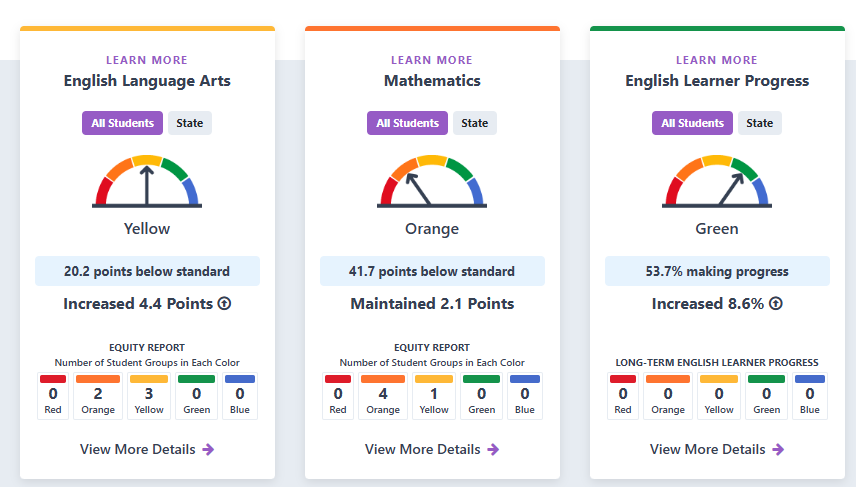 LEARN MORE
English Language Arts
All Students State
Yellow
20.2 points below standard
Increased 4.4 Points
EQUITY REPORT
Number of Student Groups in Each Color
0 2 3 0 0
Red Orange Yellow Green Blue
View More Details
LEARN MORE
Mathematics
All Students State
Orange
41.7 points below standard
Maintained 2.1 Points
EQUITY REPORT
Number of Student Groups in Each Color
0 4 1 0 0
Red Orange Yellow Green Blue
View More Details
LEARN MORE
English Learner Progress
All Students State
Green
53.7% making progress
Increased 8.6%
LONG-TERM ENGLISH LEARNER PROGRESS
0 0 0 0 0
Red Orange Yellow Green Blue
View More Details